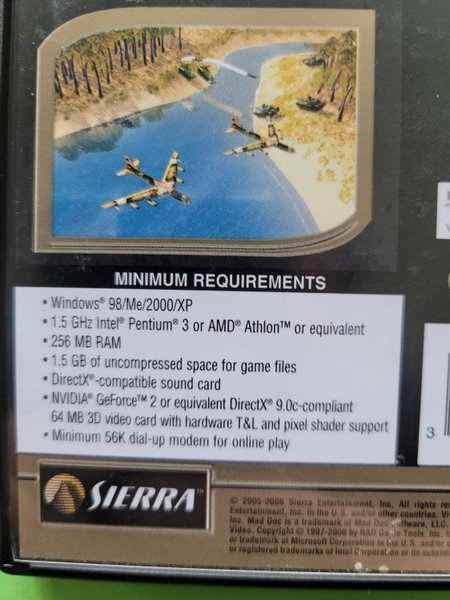 MINIMUM REQUIREMENTS
• Windows® 98/Me/2000/XP
• 1.5 GHz Intel® Pentium® 3 or AMD® Athlon™ or equivalent
• 256 MB RAM
• 1.5 GB of uncompressed space for game files
• DirectX®-compatible sound card
• NVIDIA® GeForce™ 2 or equivalent DirectX® 9.0c-compliant
64 MB 3D video card with hardware T&L and pixel shader support
• Minimum 56K dial-up modem for online play
SIERRA™
© 2005-2006 Sierra Entertainment, Inc. All rights
Entertainment, Inc. in the U.S. and/or other countries.
Inc. Mad Doc is a trademark of Mad Doc Software, LLC.
Video. Copyright © 1997-2006 by RAD Game Tools, Inc.
or trademark of Microsoft Corporation in the U.S. and/or
or registered trademarks of Intel Corporation or its
3